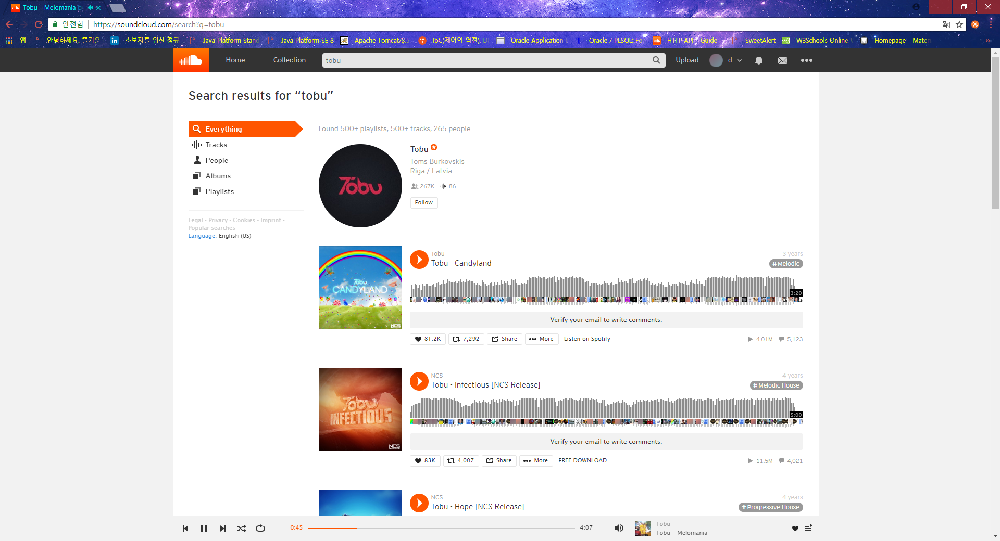 Tobu - Melomania b
안전함 https://soundcloud.com/search?q=tobu
앱 안녕하세요. 즐거운 초보자를 위한 정규 Java Platform Stand Java Platform SE 8 Apache Tomcat/8.5 IoC(제어의 역전), D Oracle Application Oracle / PLSQL: HTTP API - Guide SweetAlert W3Schools Online Homepage - Materi
Home Collection tobu Upload d
Search results for “tobu”
Everything
Tracks
People
Albums
Playlists
Legal - Privacy - Cookies - Imprint -
Popular searches
Language: English (US)
Found 500+ playlists, 500+ tracks, 265 people
Tobu
Tobu
Toms Burkovskis
Riga / Latvia
267K 86
Follow
Tobu
CANDYLAND
NCS
Tobu 3 years
Tobu - Candyland # Melodic
3:20
Verify your email to write comments.
81.2K 7,292 Share More Listen on Spotify 4.01M 5,123
Tobu
INFECTIOUS
NCS
NCS 4 years
Tobu - Infectious [NCS Release] # Melodic House
5:00
Verify your email to write comments.
83K 4,007 Share More FREE DOWNLOAD. 11.5M 4,021
NCS 4 years
Tobu - Hope [NCS Release] # Progressive House
0:45 4:07
Tobu
Tobu – Melomania